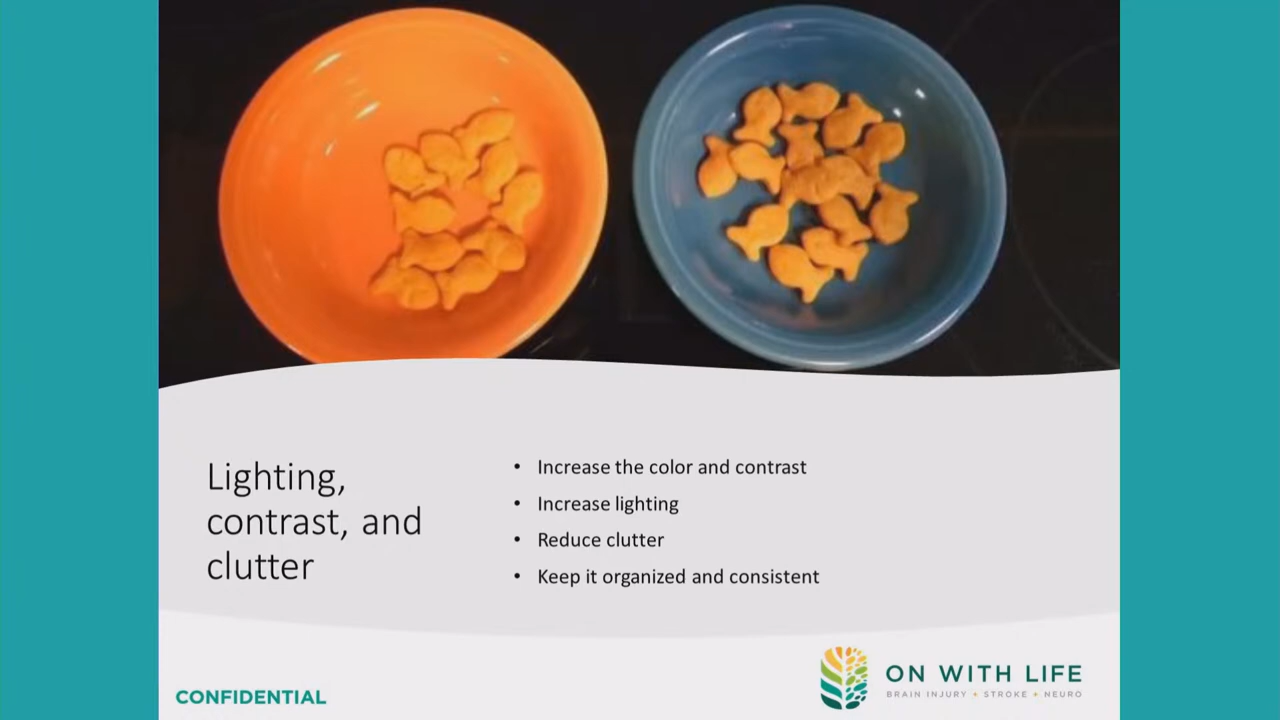 Lighting,
contrast, and
clutter
• Increase the color and contrast
• Increase lighting
• Reduce clutter
• Keep it organized and consistent
CONFIDENTIAL
ON WITH LIFE
BRAIN INJURY + STROKE + NEURO